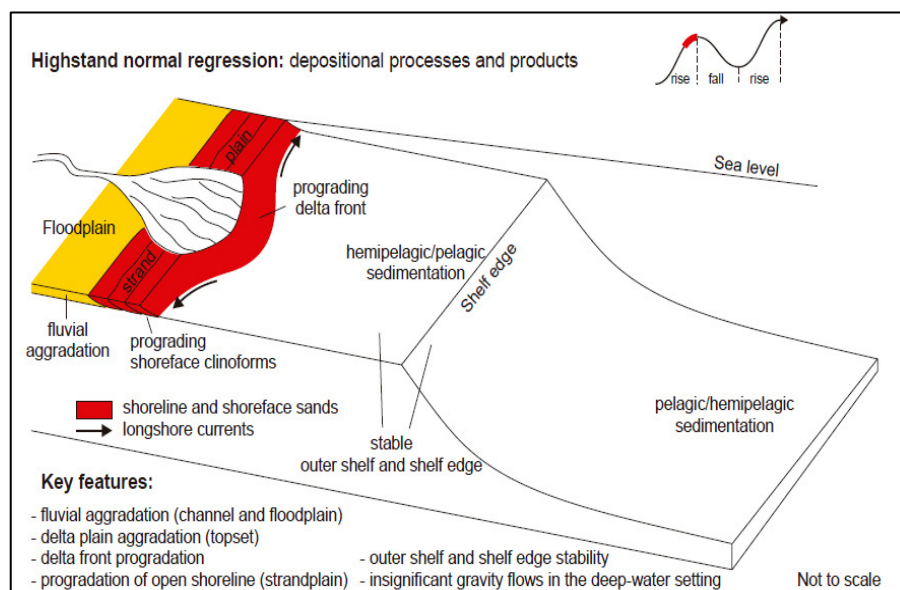 Highstand normal regression: depositional processes and products
rise fall rise
Sea level
plain
prograding
delta front
Floodplain
hemipelagic/pelagic
sedimentation
Shelf edge
strand
fluvial
aggradation
prograding
shoreface clinoforms
pelagic/hemipelagic
sedimentation
shoreline and shoreface sands
longshore currents
stable
outer shelf and shelf edge
Key features:
- fluvial aggradation (channel and floodplain)
- delta plain aggradation (topset)
- delta front progradation - outer shelf and shelf edge stability
- progradation of open shoreline (strandplain) - insignificant gravity flows in the deep-water setting Not to scale